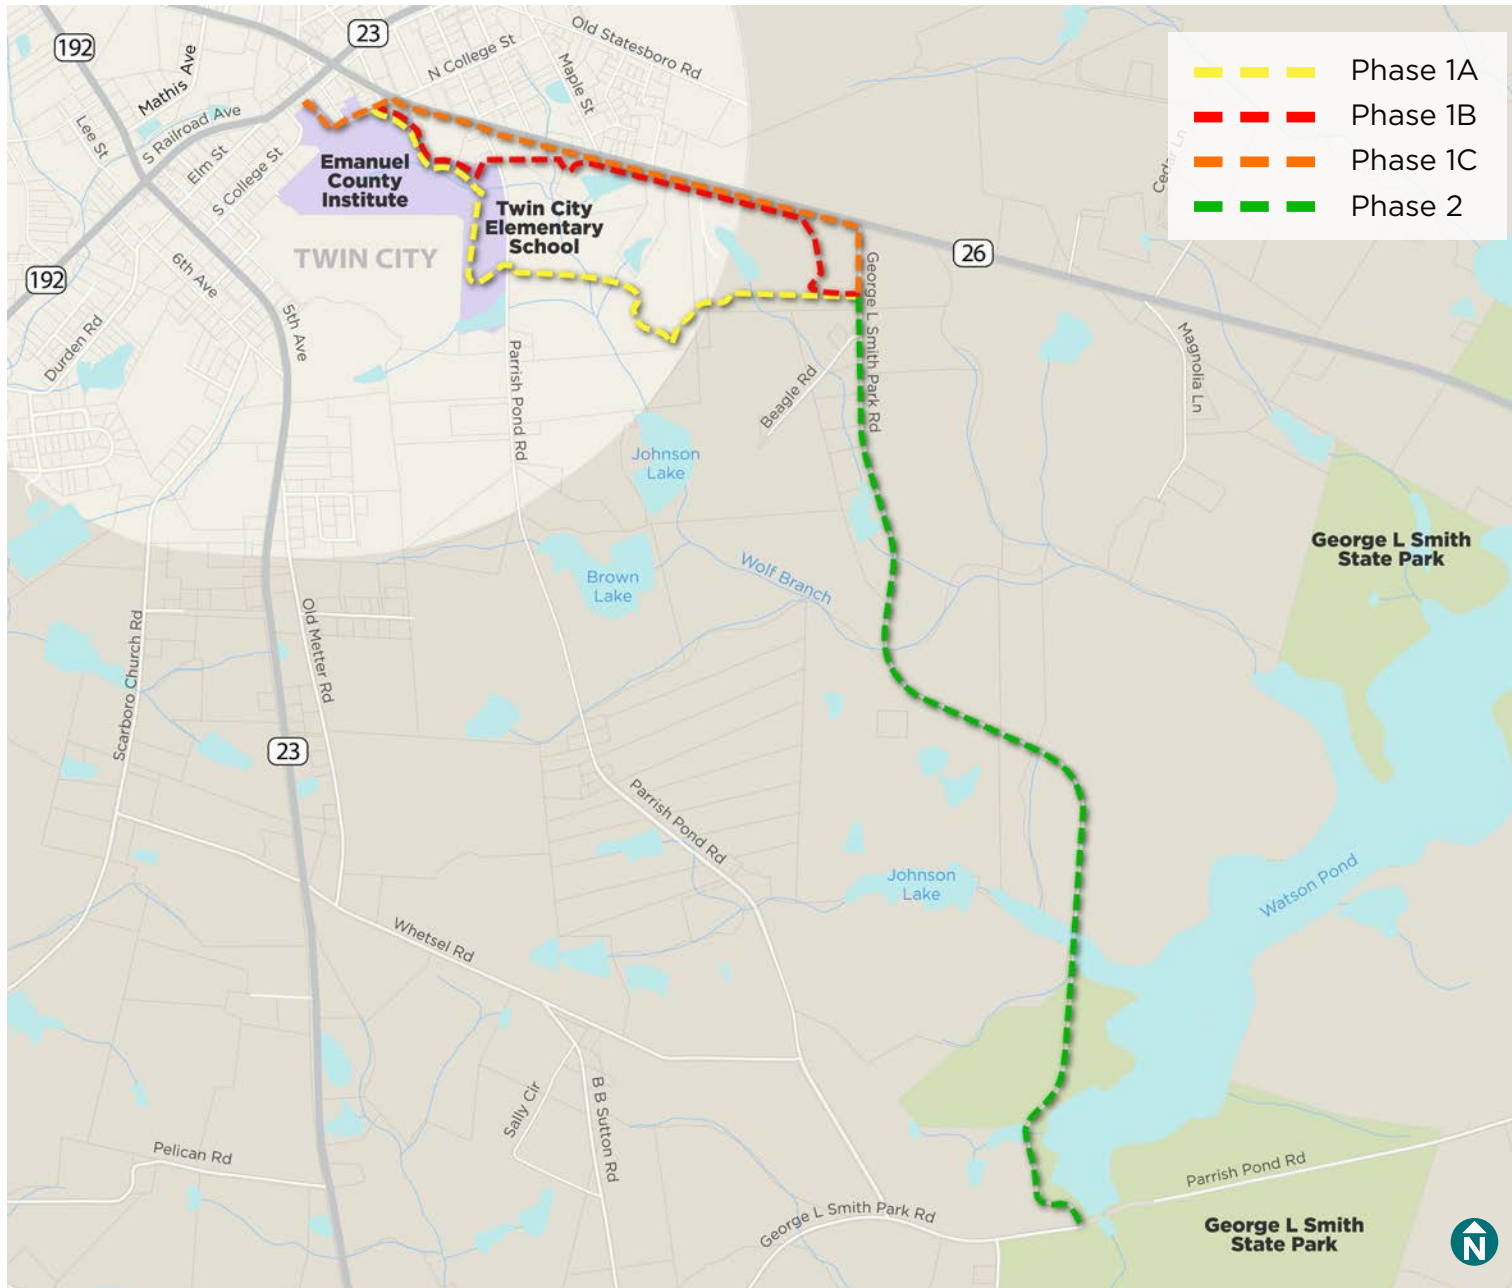 192
23
Mathis Ave
N College St
Old Statesboro Rd
Maple St
Lee St
S Railroad Ave
Elm St
S College St
Emanuel
County
Institute
Twin City
Elementary
School
TWIN CITY
192
6th Ave
5th Ave
Durden Rd
Phase 1A
Phase 1B
Phase 1C
Phase 2
Cedar Ln
26
George L Smith Park Rd
Magnolia Ln
Beagle Rd
Parrish Pond Rd
Johnson
Lake
Brown
Lake
Wolf Branch
George L Smith
State Park
Scarboro Church Rd
Old Metter Rd
23
Parrish Pond Rd
Johnson
Lake
Watson Pond
Whetsel Rd
Sally Cir
B B Sutton Rd
Pelican Rd
George L Smith Park Rd
Parrish Pond Rd
George L Smith
State Park
N